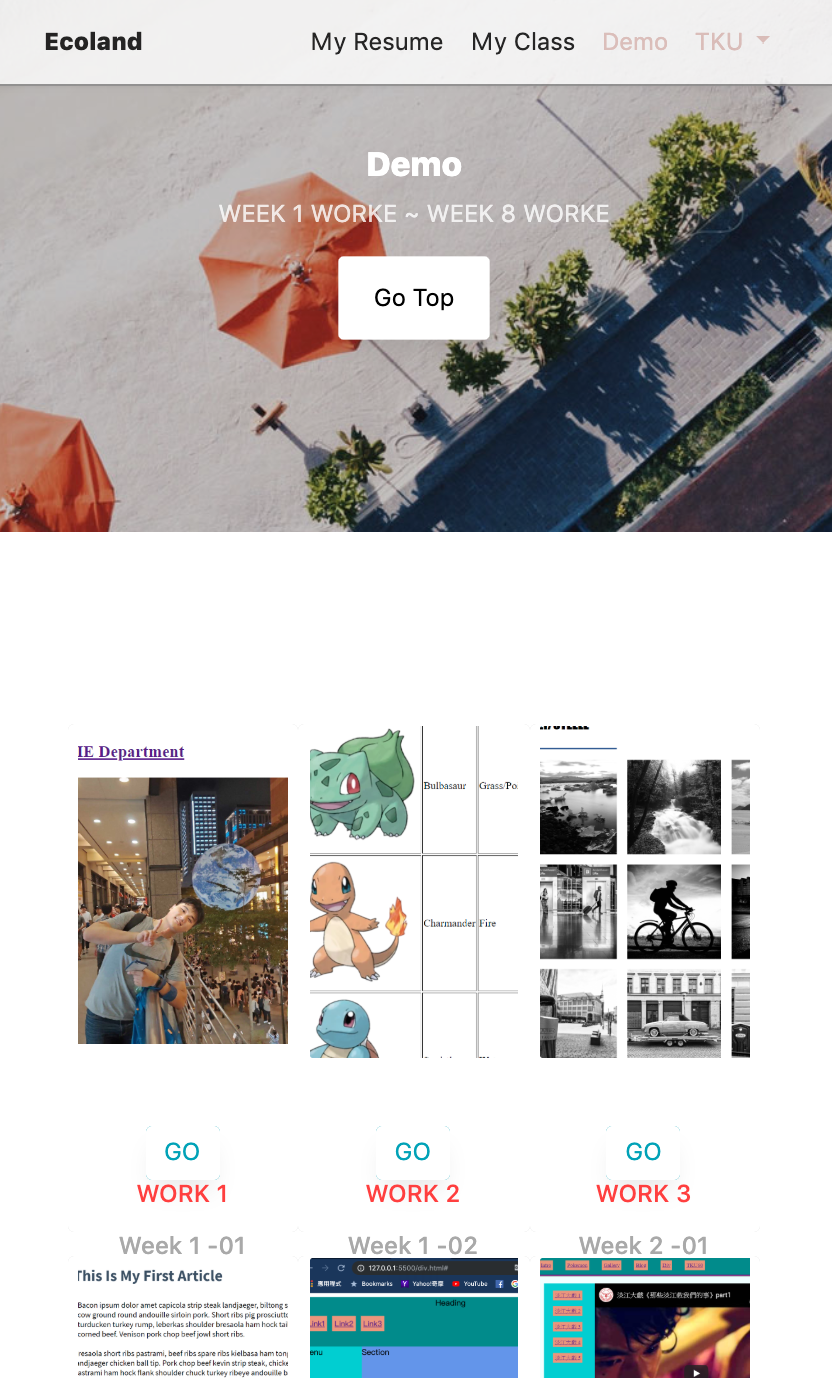 Ecoland My Resume My Class Demo TKU
Demo
WEEK 1 WORKE ~ WEEK 8 WORKE
Go Top
IE Department
Bulbasaur Grass/Po
Charmander Fire
GO GO GO
WORK 1 WORK 2 WORK 3
Week 1 -01 Week 1 -02 Week 2 -01
This Is My First Article
Bacon ipsum dolor amet capicola strip steak landjaeger, biltong s
cow ground round andouille sirloin pork. Short ribs pig prosciutto
turducken turkey rump, leberkas shoulder bresaola ham hock tai
corned beef. Venison pork chop beef jowl short ribs.
resaola short ribs pastrami, beef ribs spare ribs kielbasa ham tong
ndjaeger chicken ball tip. Pork chop beef kevin strip steak, chicke
astrami ham hock flank shoulder chuck turkey ribeye andouille b
127.0.0.1:5500/div.html#
應用程式 Bookmarks Yahoo!奇摩 YouTube
Heading
Link1 Link2 Link3
enu Section
淡江大戲《那些淡江教我們的事》part1